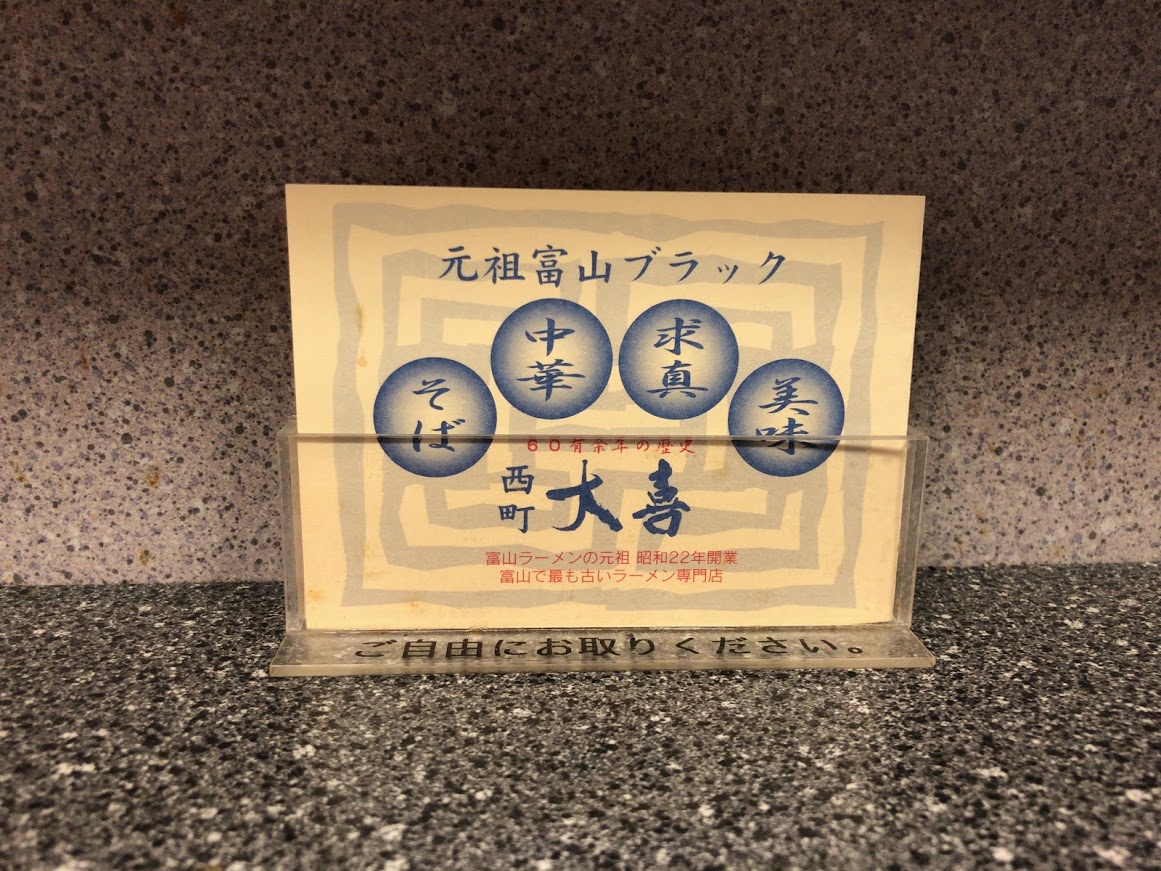 元祖富山ブラック
そば
中華
求真
美味
60有余年の歴史
西町 大喜
富山ラーメンの元祖 昭和22年開業
富山で最も古いラーメン専門店
ご自由にお取りください。